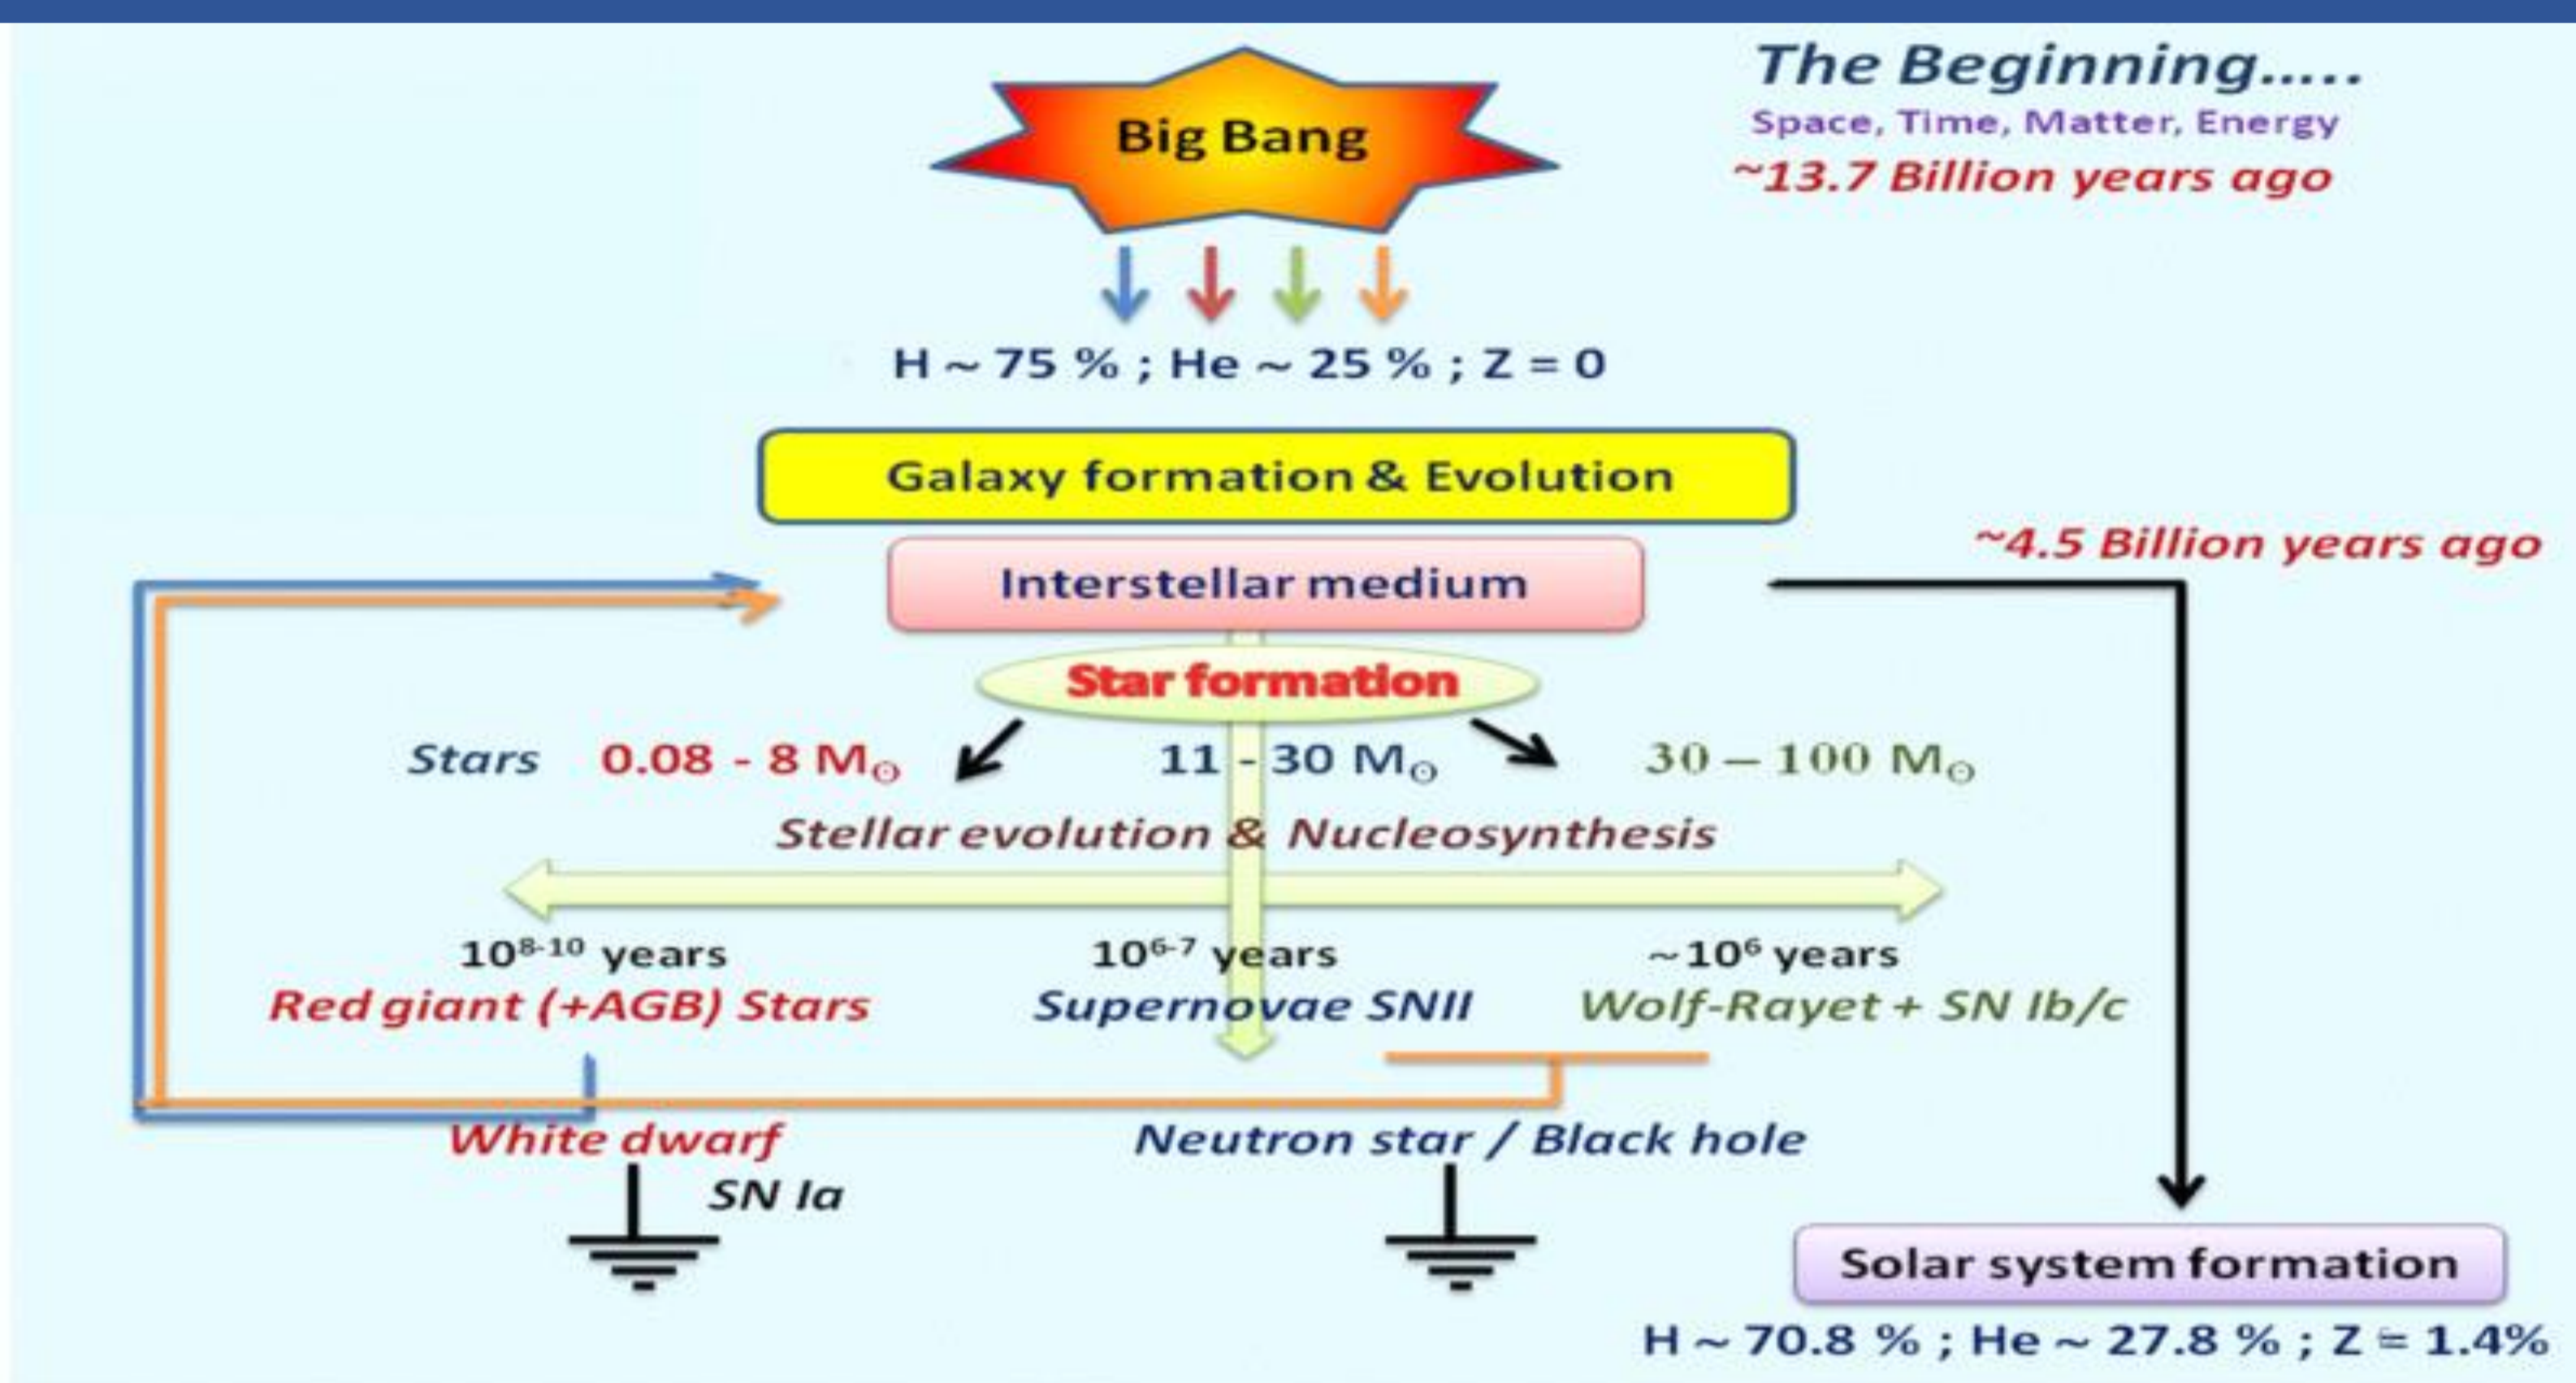 The Beginning.....
Space, Time, Matter, Energy
~13.7 Billion years ago
Big Bang
H ~ 75 % ; He ~ 25 % ; Z = 0
Galaxy formation & Evolution
~4.5 Billion years ago
Interstellar medium
Star formation
Stars 0.08 - 8 M⊙ 11 - 30 M⊙ 30 – 100 M⊙
Stellar evolution & Nucleosynthesis
10⁸⁻¹⁰ years 10⁶⁻⁷ years ~10⁶ years
Red giant (+AGB) Stars Supernovae SNII Wolf-Rayet + SN Ib/c
White dwarf Neutron star / Black hole
SN Ia
Solar system formation
H ~ 70.8 % ; He ~ 27.8 % ; Z = 1.4%